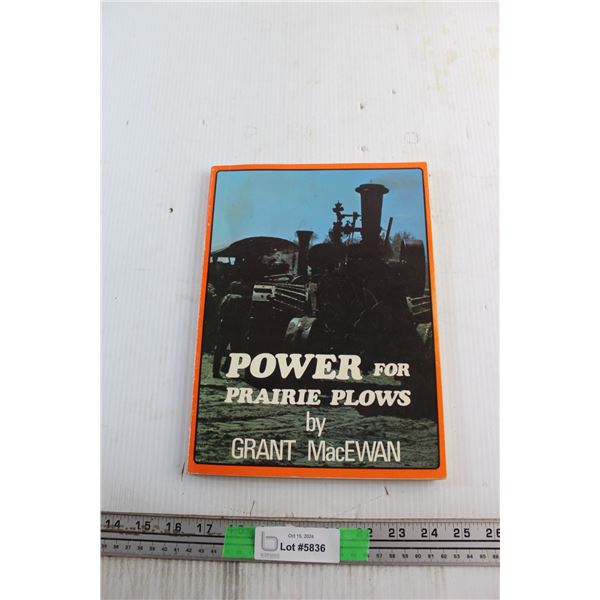 POWER FOR
PRAIRIE PLOWS
by
GRANT MacEWAN
14 15 16 17 22 23 24 25 26
Oct 15, 2024
Lot #5836